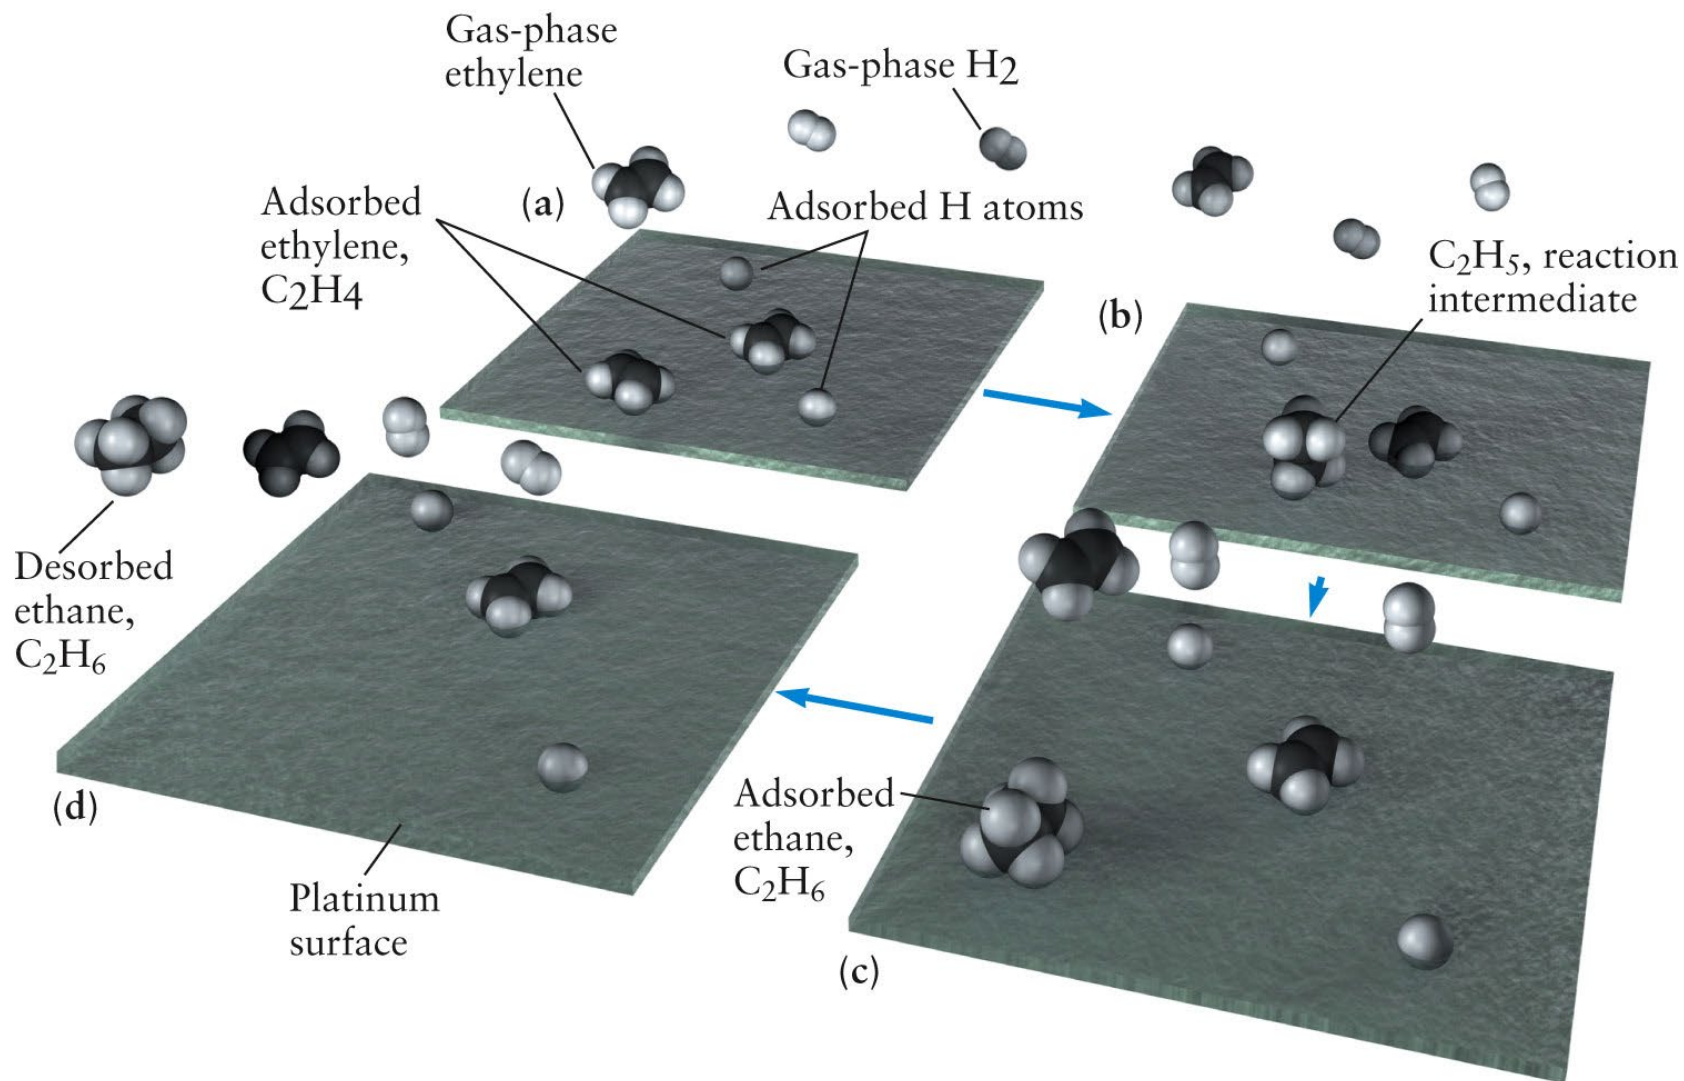 Gas-phase
ethylene
Gas-phase H2
Adsorbed
ethylene,
C2H4
(a)
Adsorbed H atoms
(b)
C₂H₅, reaction
intermediate
Desorbed
ethane,
C₂H₆
(d)
Platinum
surface
Adsorbed
ethane,
C₂H₆
(c)